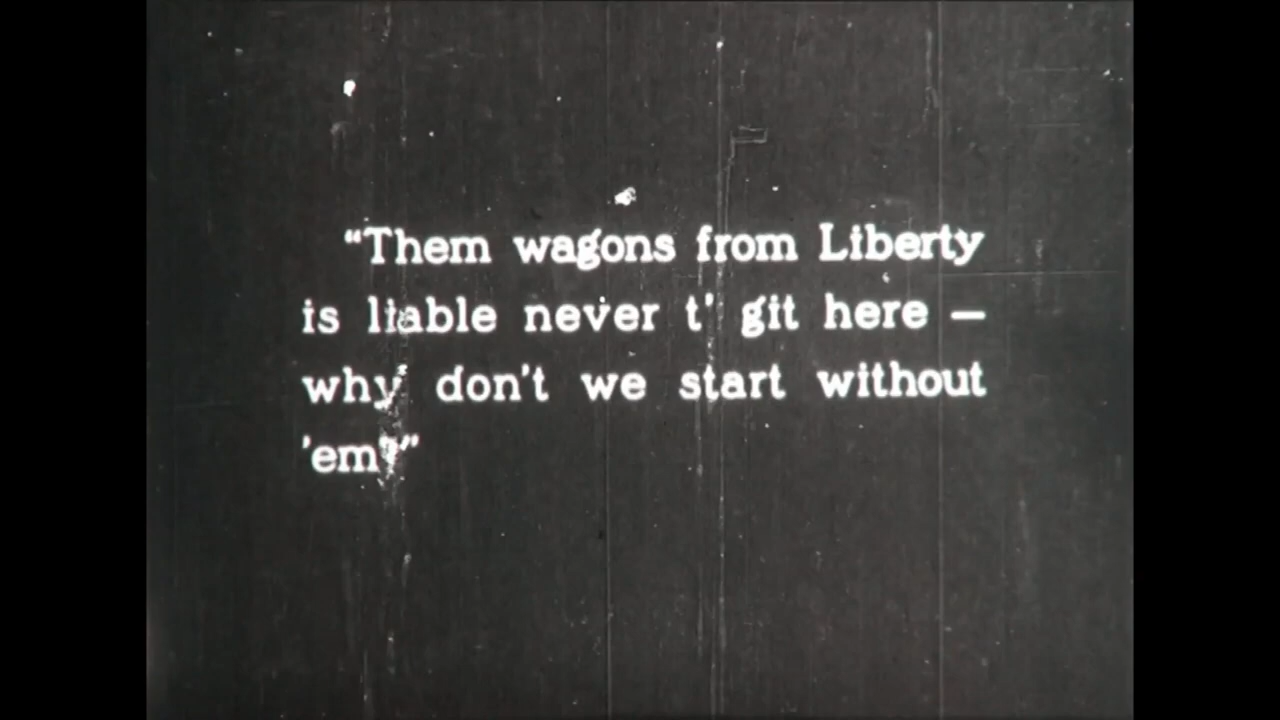 “Them wagons from Liberty
is liable never t' git here —
why don't we start without
'em?”